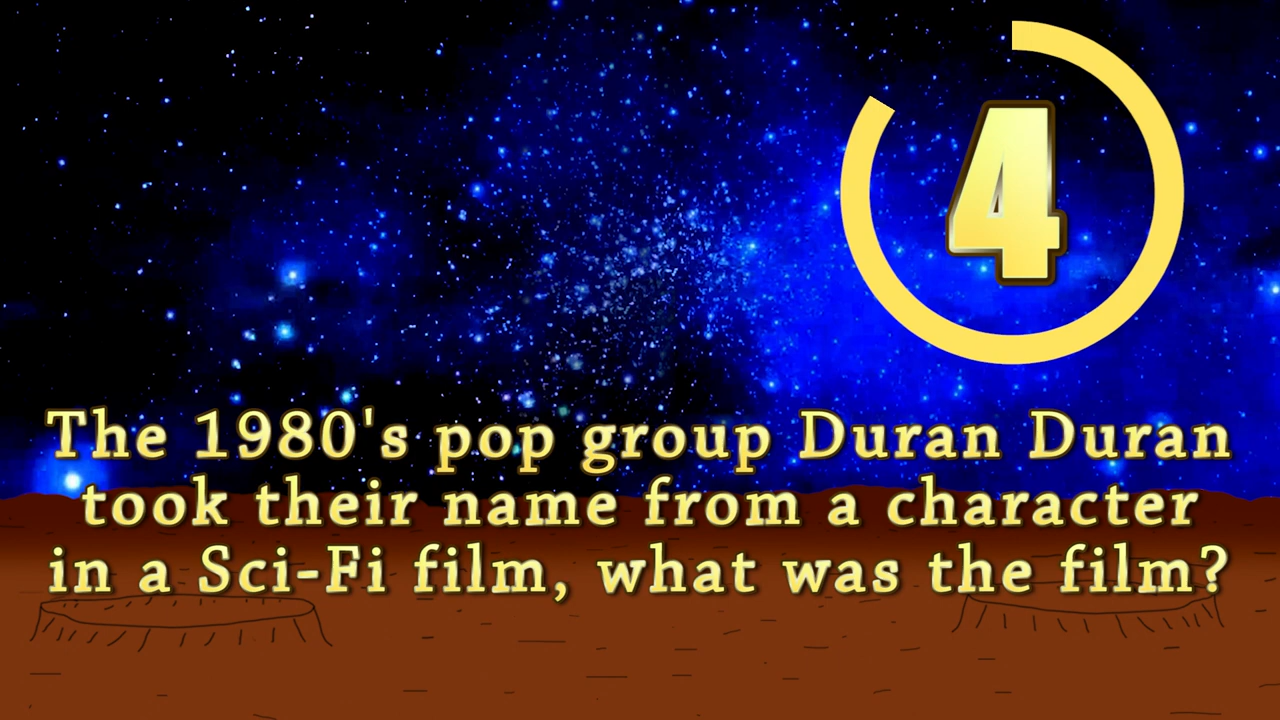 4
The 1980's pop group Duran Duran
took their name from a character
in a Sci-Fi film, what was the film?